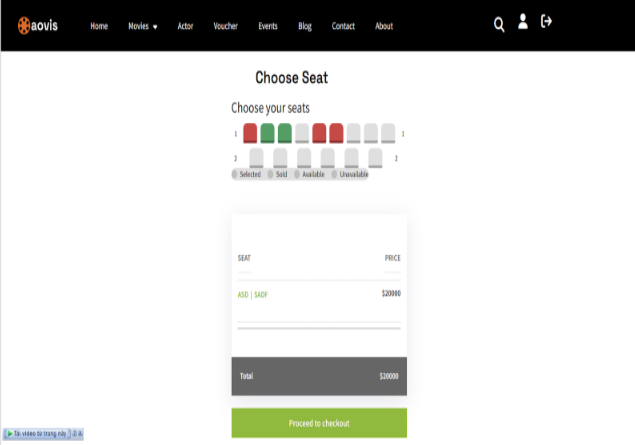 aovis
Home Movies Actor Voucher Events Blog Contact About
Choose Seat
Choose your seats
1 1
2 2
Selected Sold Available Unavailable
SEAT PRICE
ASD | SADF $20000
Total $20000
Proceed to checkout
Tải video từ trang này